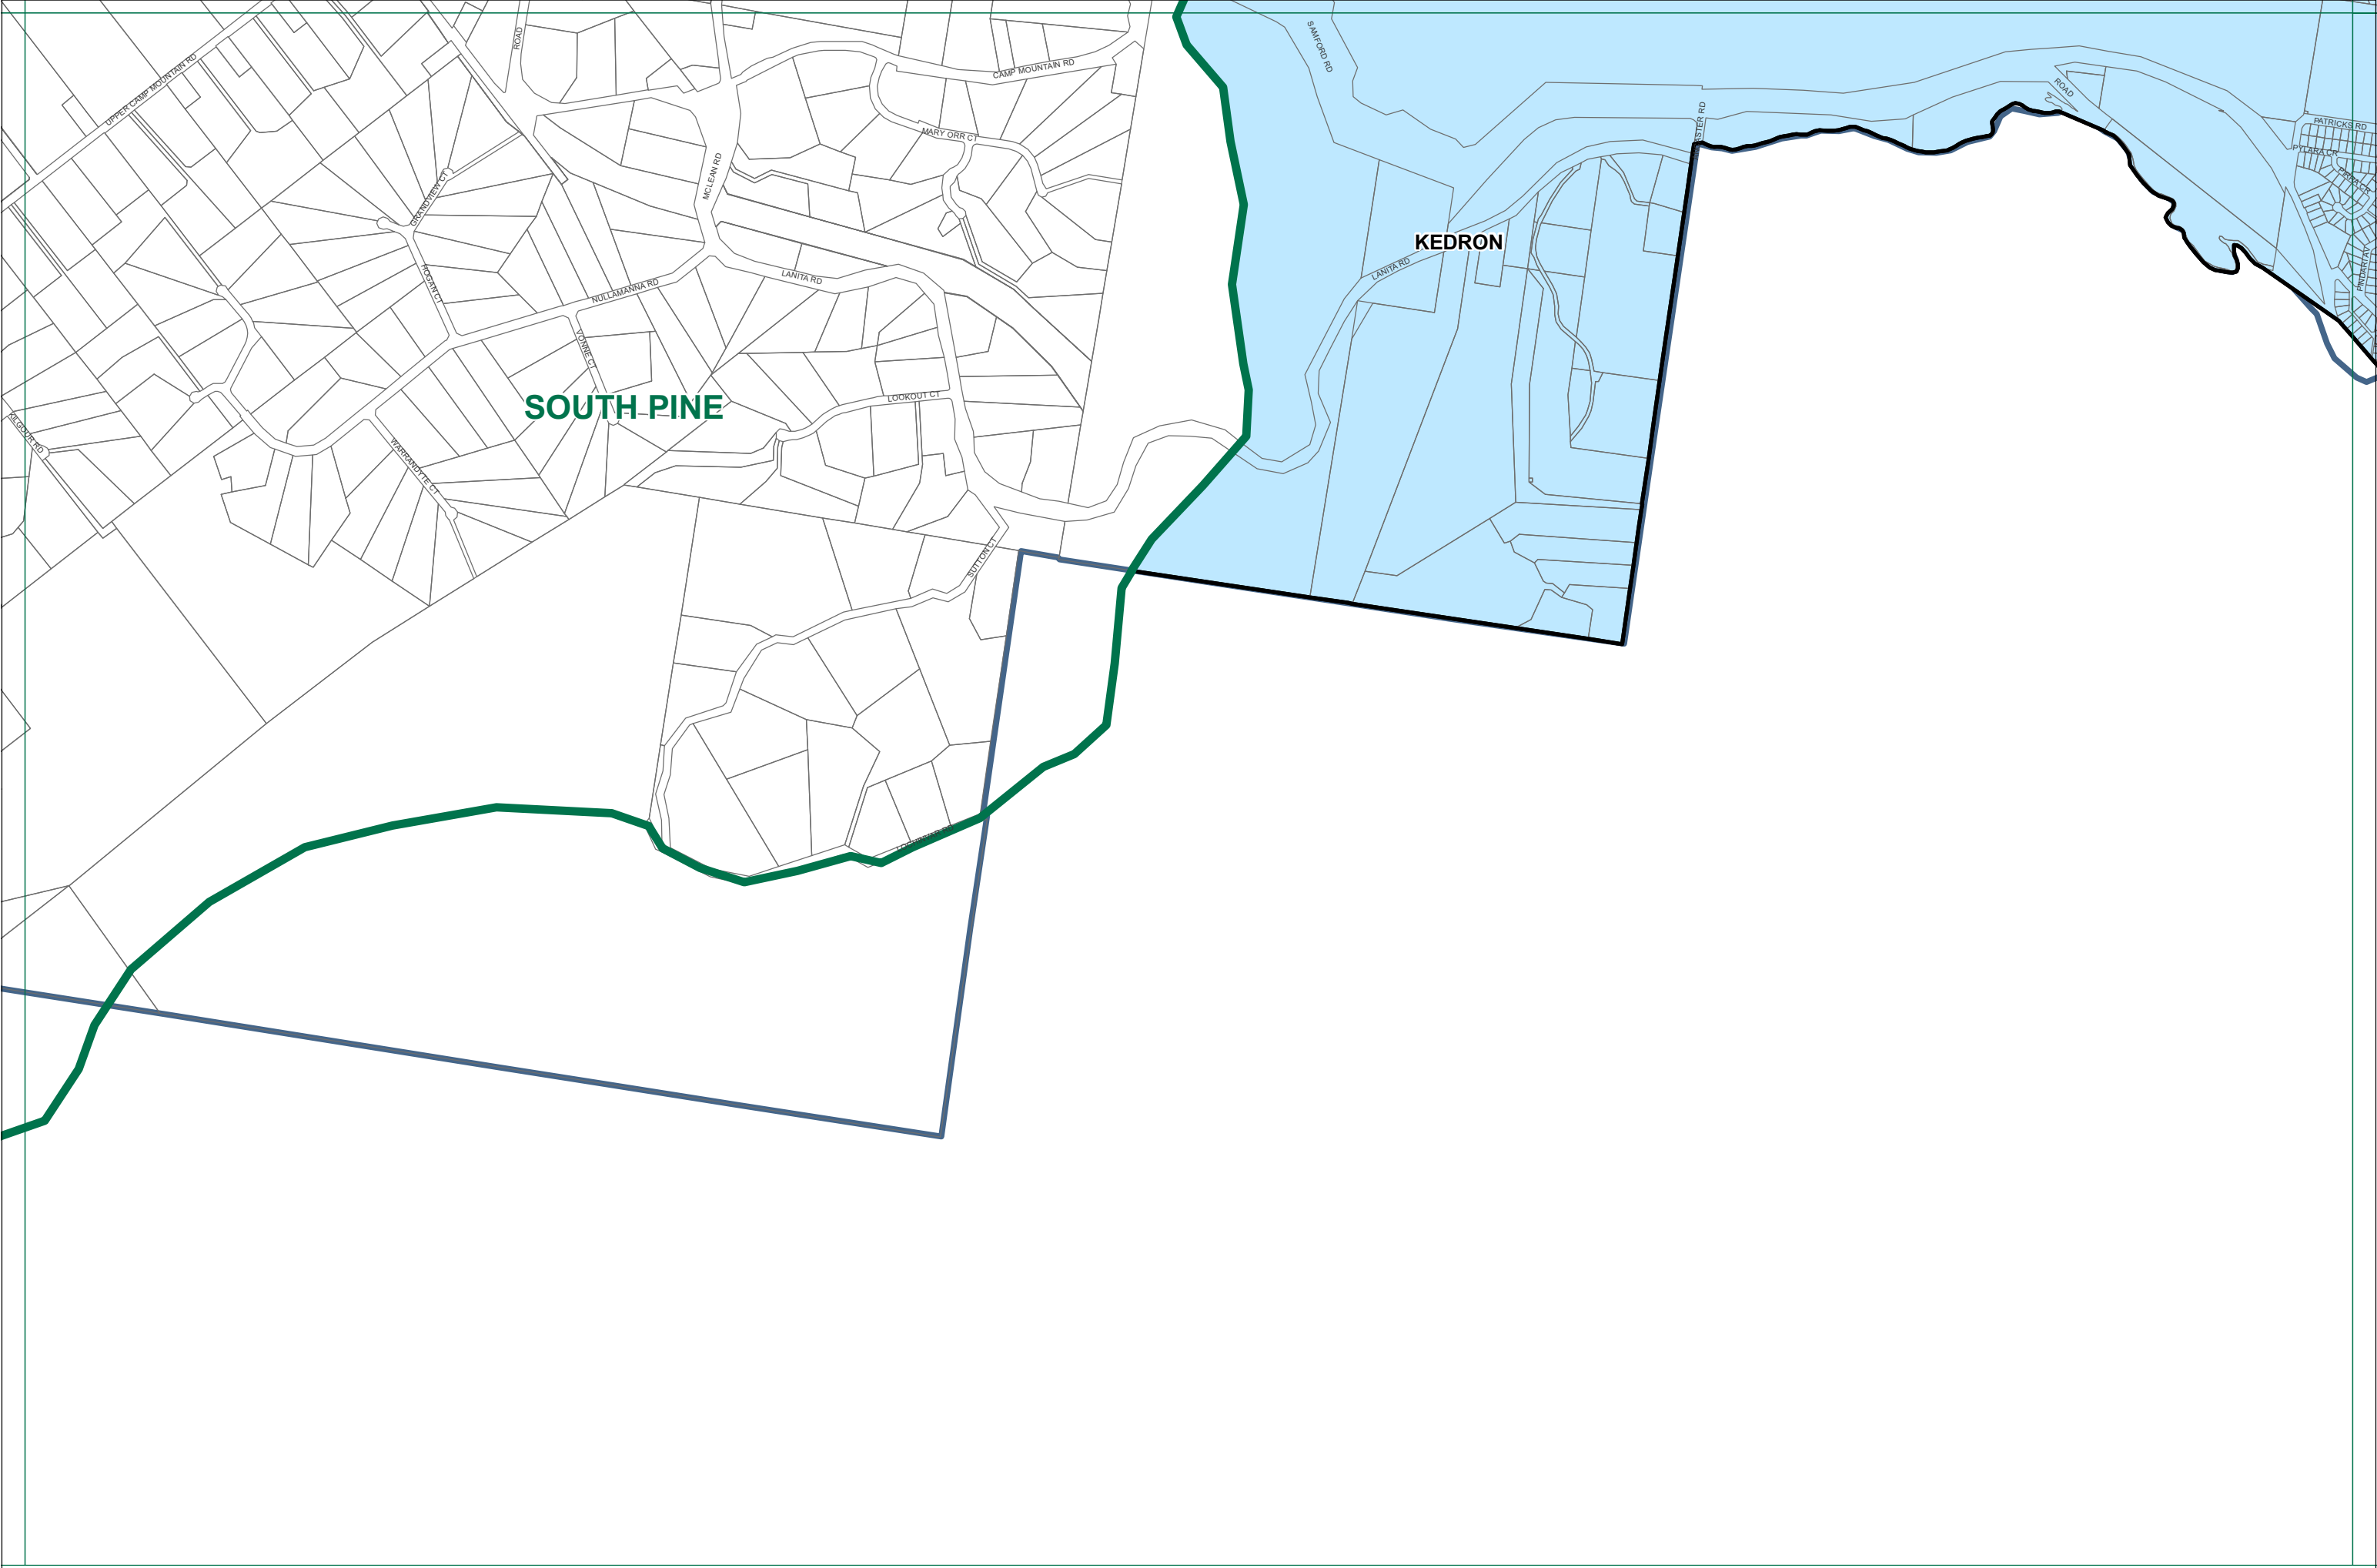 UPPER CAMP MOUNTAIN RD
ROAD
CAMP MOUNTAIN RD
SAMFORD RD
ROAD
PATRICKS RD
MARY ORR CT
MCLEAN RD
GRANDVIEW CT
KEDRON
LANITA RD
HOGAN CT
NULLAMANNA RD
LANITA RD
YVONNE CT
SOUTH PINE
LOOKOUT CT
KILGOUR RD
WARRANDYTE CT
SUTTON CT